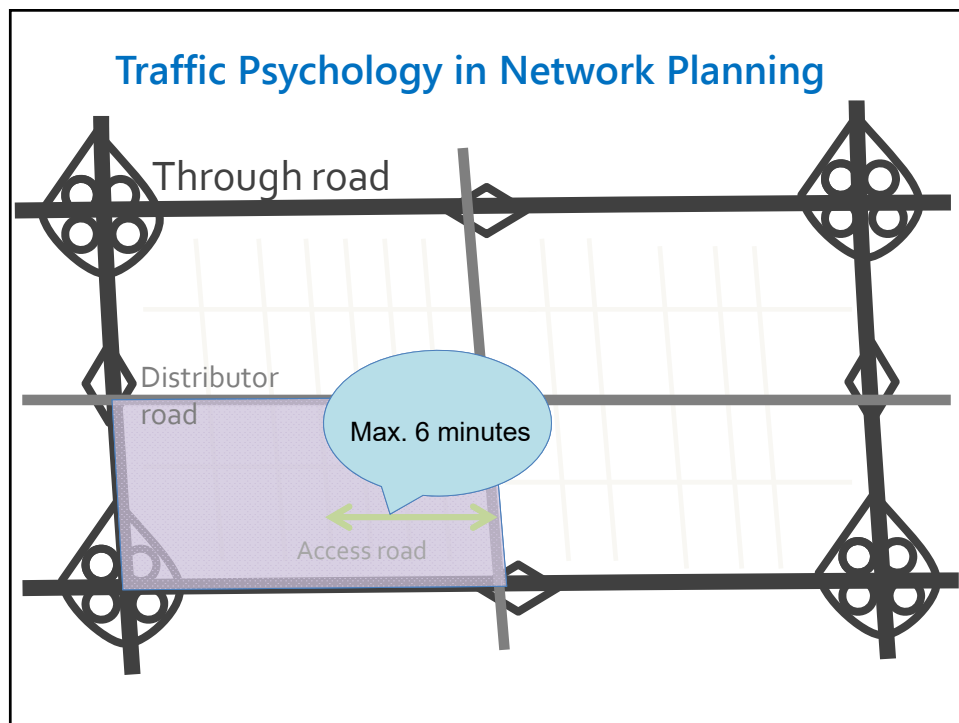 Traffic Psychology in Network Planning
Through road
Distributor
road
Max. 6 minutes
Access road